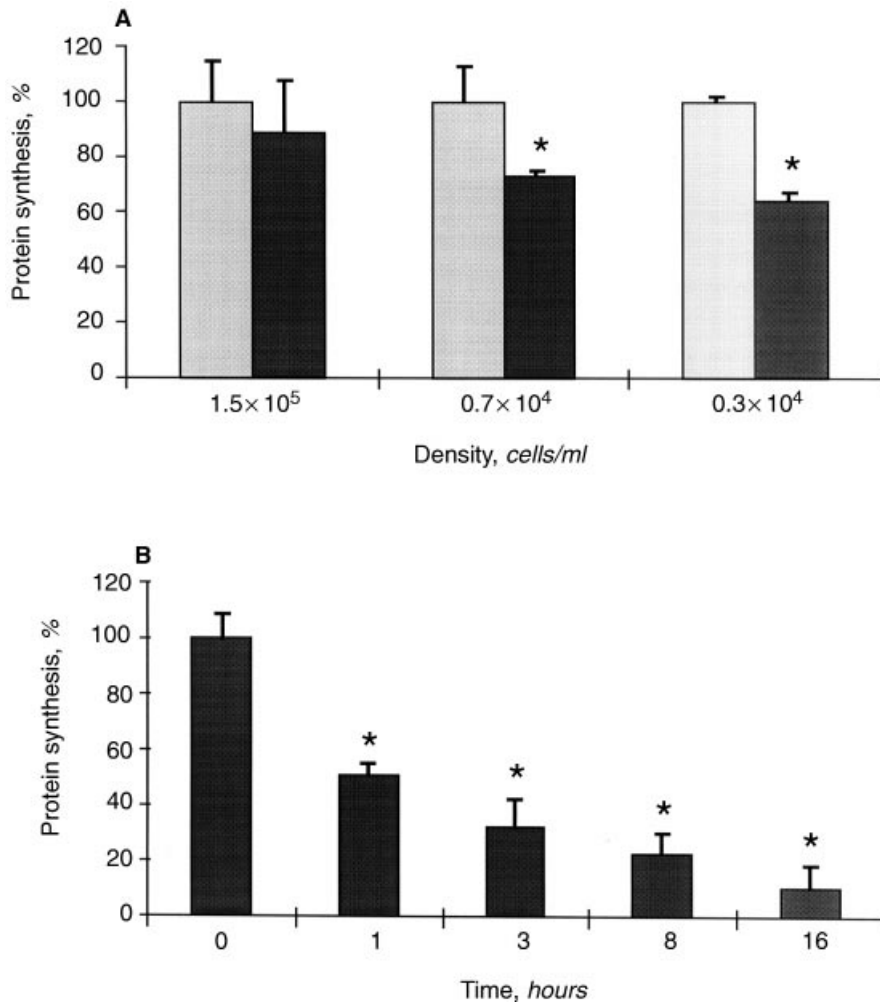 A
Protein synthesis, %
120
100
80
60
40
20
0
*
*
1.5×10⁵ 0.7×10⁴ 0.3×10⁴
Density, cells/ml
B
Protein synthesis, %
120
100
80
60
40
20
0
*
*
*
*
0 1 3 8 16
Time, hours